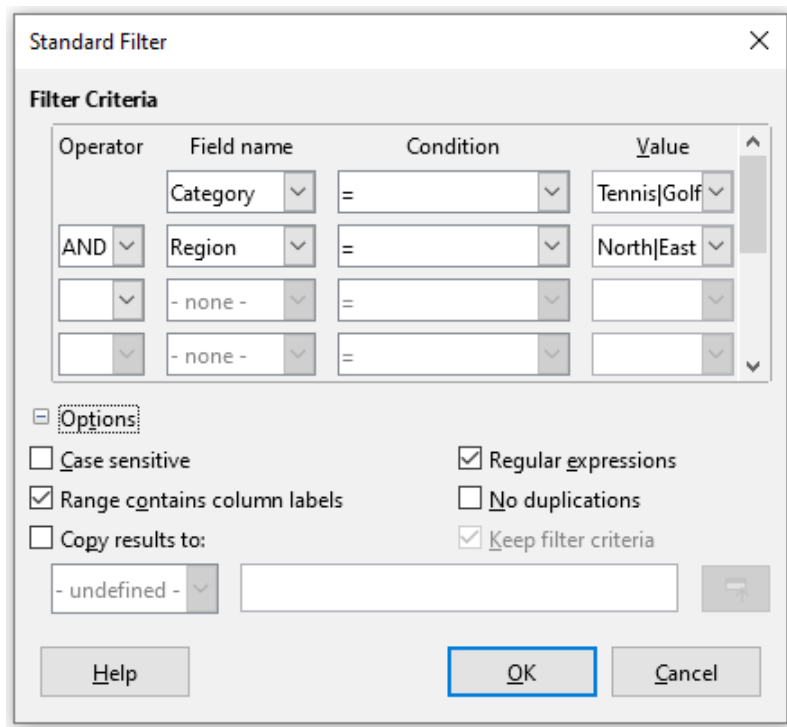 Standard Filter
Filter Criteria
Operator Field name Condition Value
Category = Tennis|Golf
AND Region = North|East
- none - =
- none - =
Options
Case sensitive Regular expressions
Range contains column labels No duplications
Copy results to: Keep filter criteria
- undefined -
Help OK Cancel